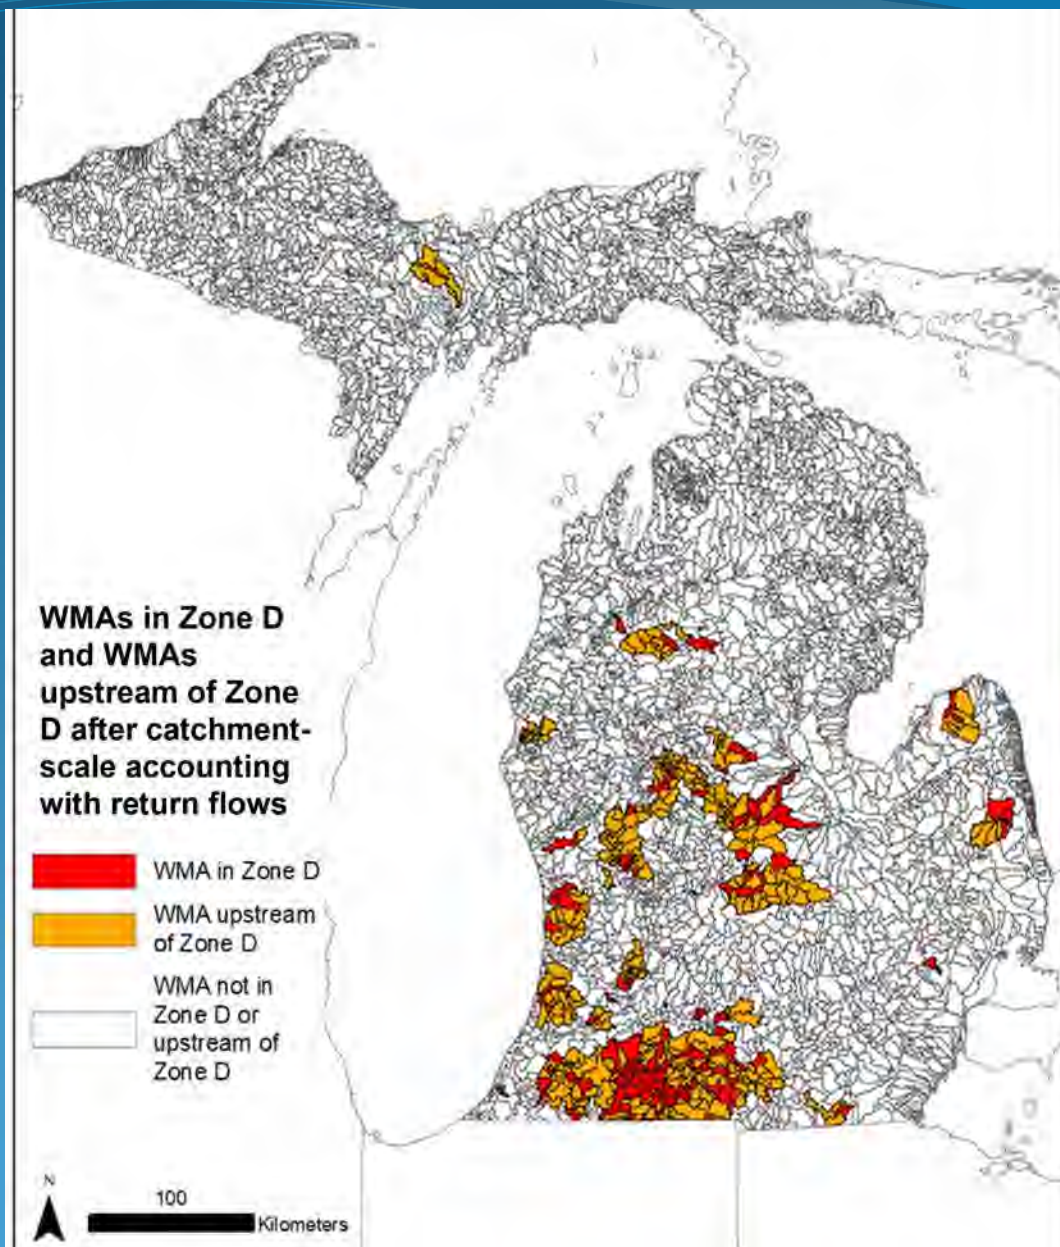 WMAs in Zone D
and WMAs
upstream of Zone
D after catchment-
scale accounting
with return flows
WMA in Zone D
WMA upstream
of Zone D
WMA not in
Zone D or
upstream of
Zone D
N
100
Kilometers